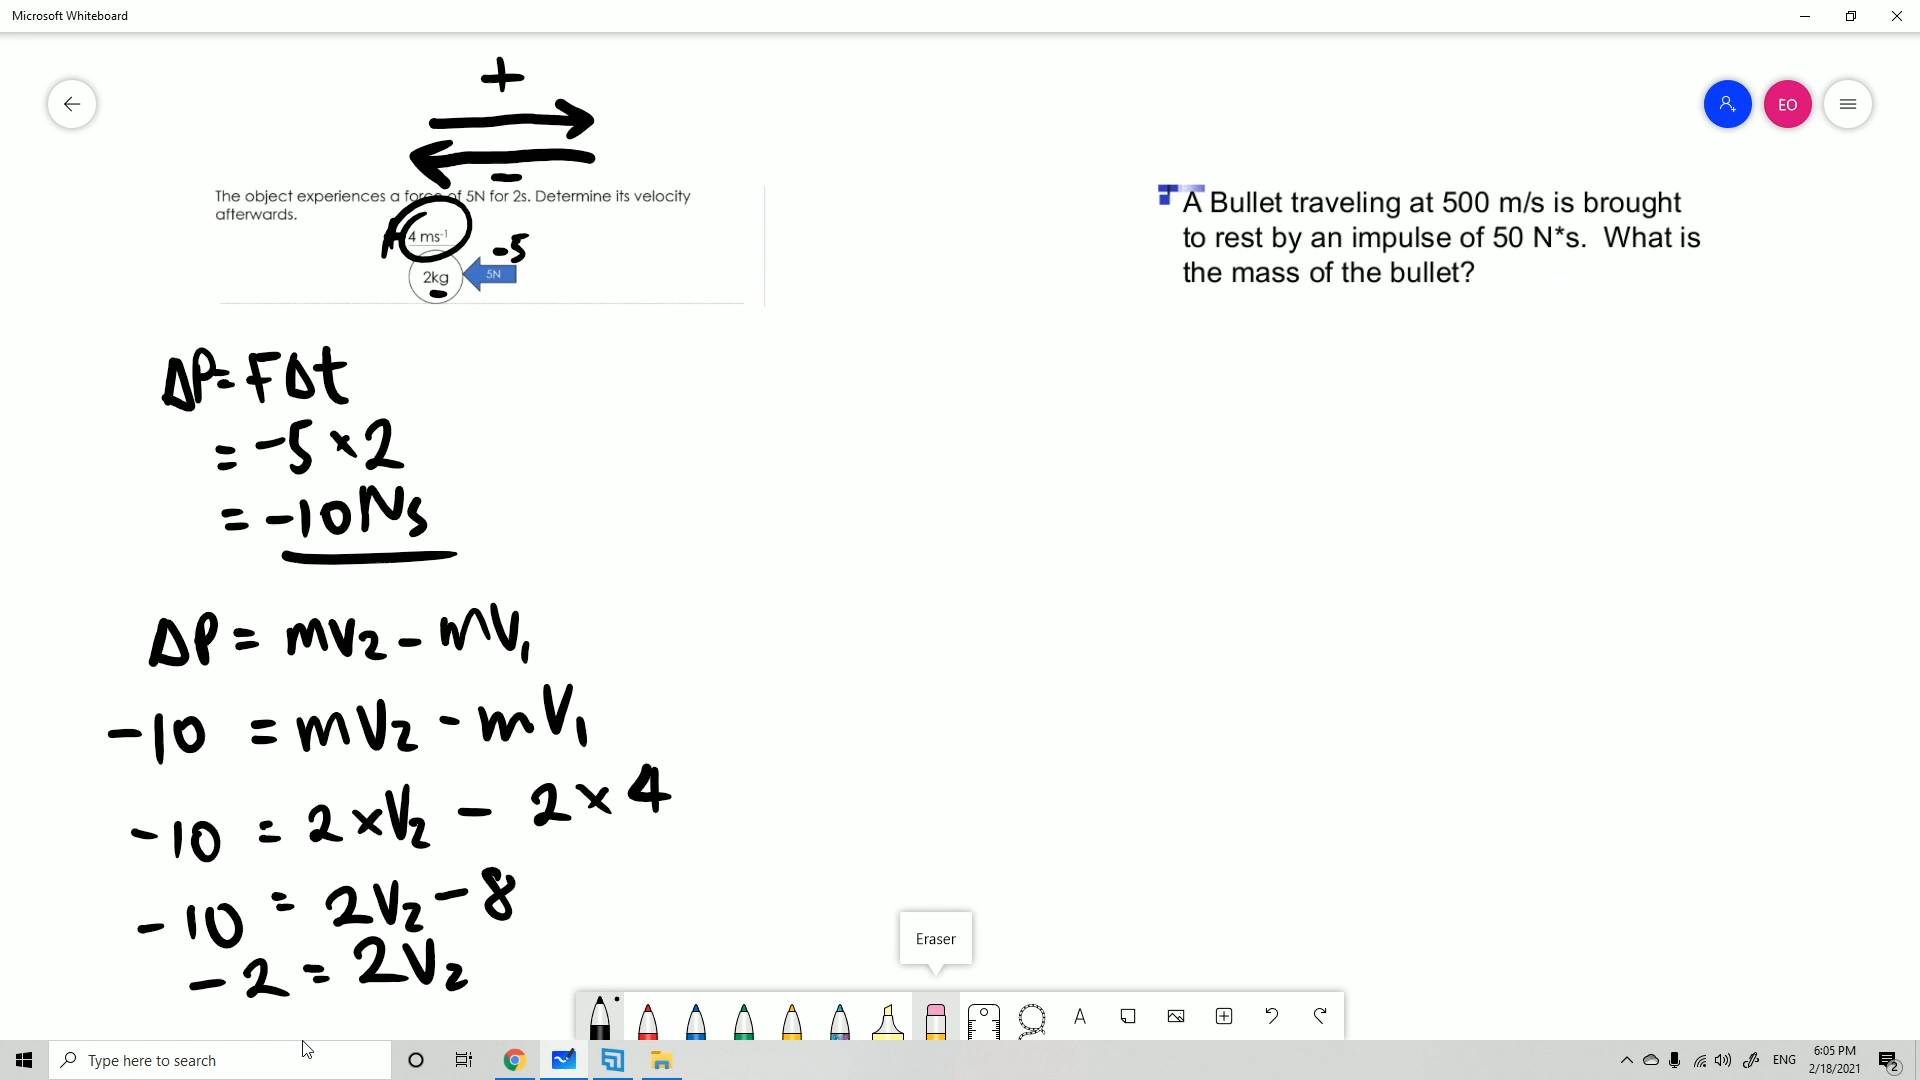 Microsoft Whiteboard
EO
+
−
The object experiences a force of 5N for 2s. Determine its velocity
afterwards.
4 ms⁻¹
-5
2kg
5N
ΔP = FΔt
= -5 × 2
= -10Ns
ΔP = mv₂ - mv₁
-10 = mv₂ - mv₁
-10 = 2 × v₂ - 2 × 4
-10 = 2v₂ - 8
-2 = 2v₂
A Bullet traveling at 500 m/s is brought
to rest by an impulse of 50 N*s. What is
the mass of the bullet?
Eraser
A
Type here to search
ENG
6:05 PM
2/18/2021
2